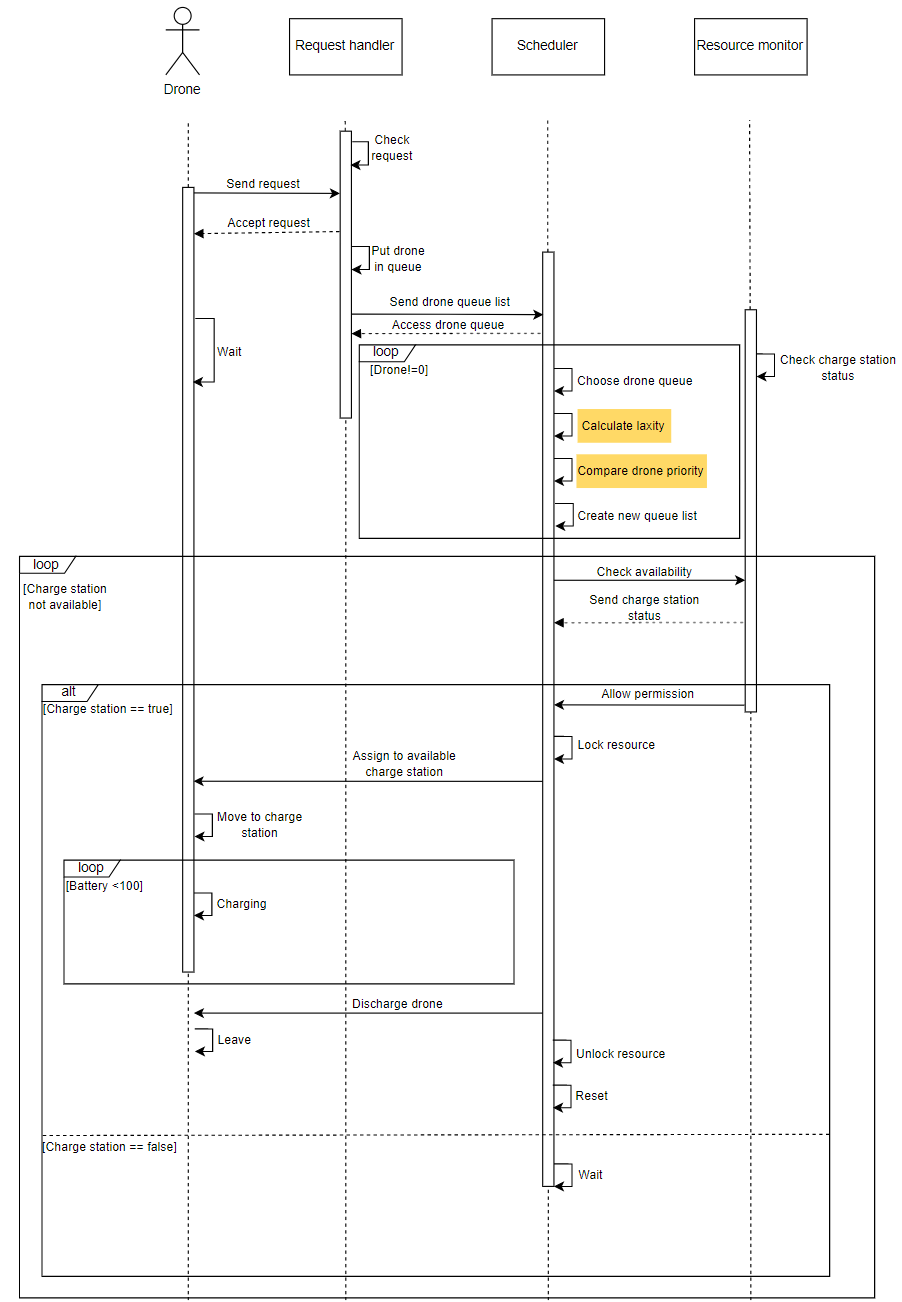 Drone
Request handler
Scheduler
Resource monitor
Check
request
Send request
Accept request
Put drone
in queue
Send drone queue list
Access drone queue
Wait
loop
[Drone!=0]
Check charge station
status
Choose drone queue
Calculate laxity
Compare drone priority
Create new queue list
loop
[Charge station
not available]
Check availability
Send charge station
status
alt
[Charge station == true]
Allow permission
Lock resource
Assign to available
charge station
Move to charge
station
loop
[Battery <100]
Charging
Discharge drone
Leave
Unlock resource
Reset
[Charge station == false]
Wait